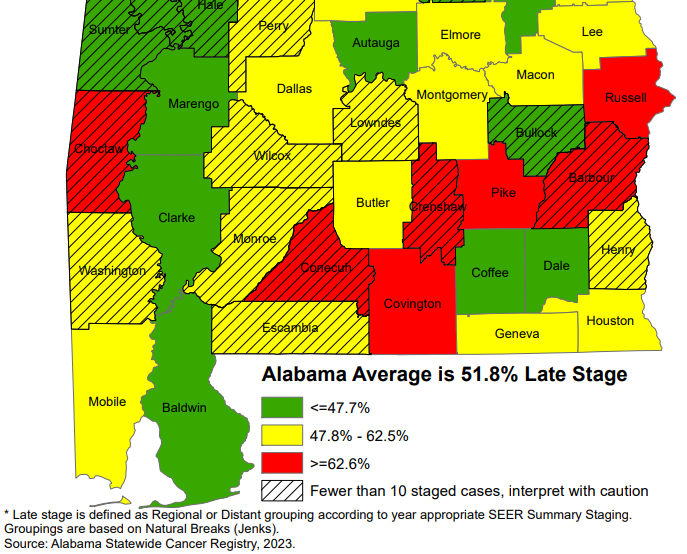 Hale
Sumter
Perry
Autauga
Elmore
Lee
Macon
Dallas
Marengo
Montgomery
Russell
Lowndes
Bullock
Choctaw
Wilcox
Barbour
Pike
Butler
Crenshaw
Clarke
Monroe
Henry
Washington
Conecuh
Coffee
Dale
Covington
Escambia
Geneva
Houston
Mobile
Baldwin
Alabama Average is 51.8% Late Stage
<=47.7%
47.8% - 62.5%
>=62.6%
Fewer than 10 staged cases, interpret with caution
* Late stage is defined as Regional or Distant grouping according to year appropriate SEER Summary Staging.
Groupings are based on Natural Breaks (Jenks).
Source: Alabama Statewide Cancer Registry, 2023.